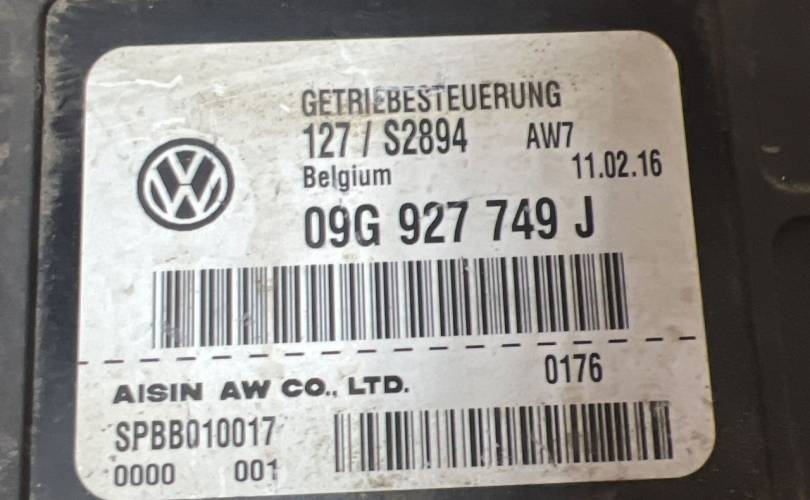 GETRIEBESTEUERUNG
127 / S2894 AW7
Belgium 11.02.16
09G 927 749 J
AISIN AW CO., LTD. 0176
SPBB010017
0000 001